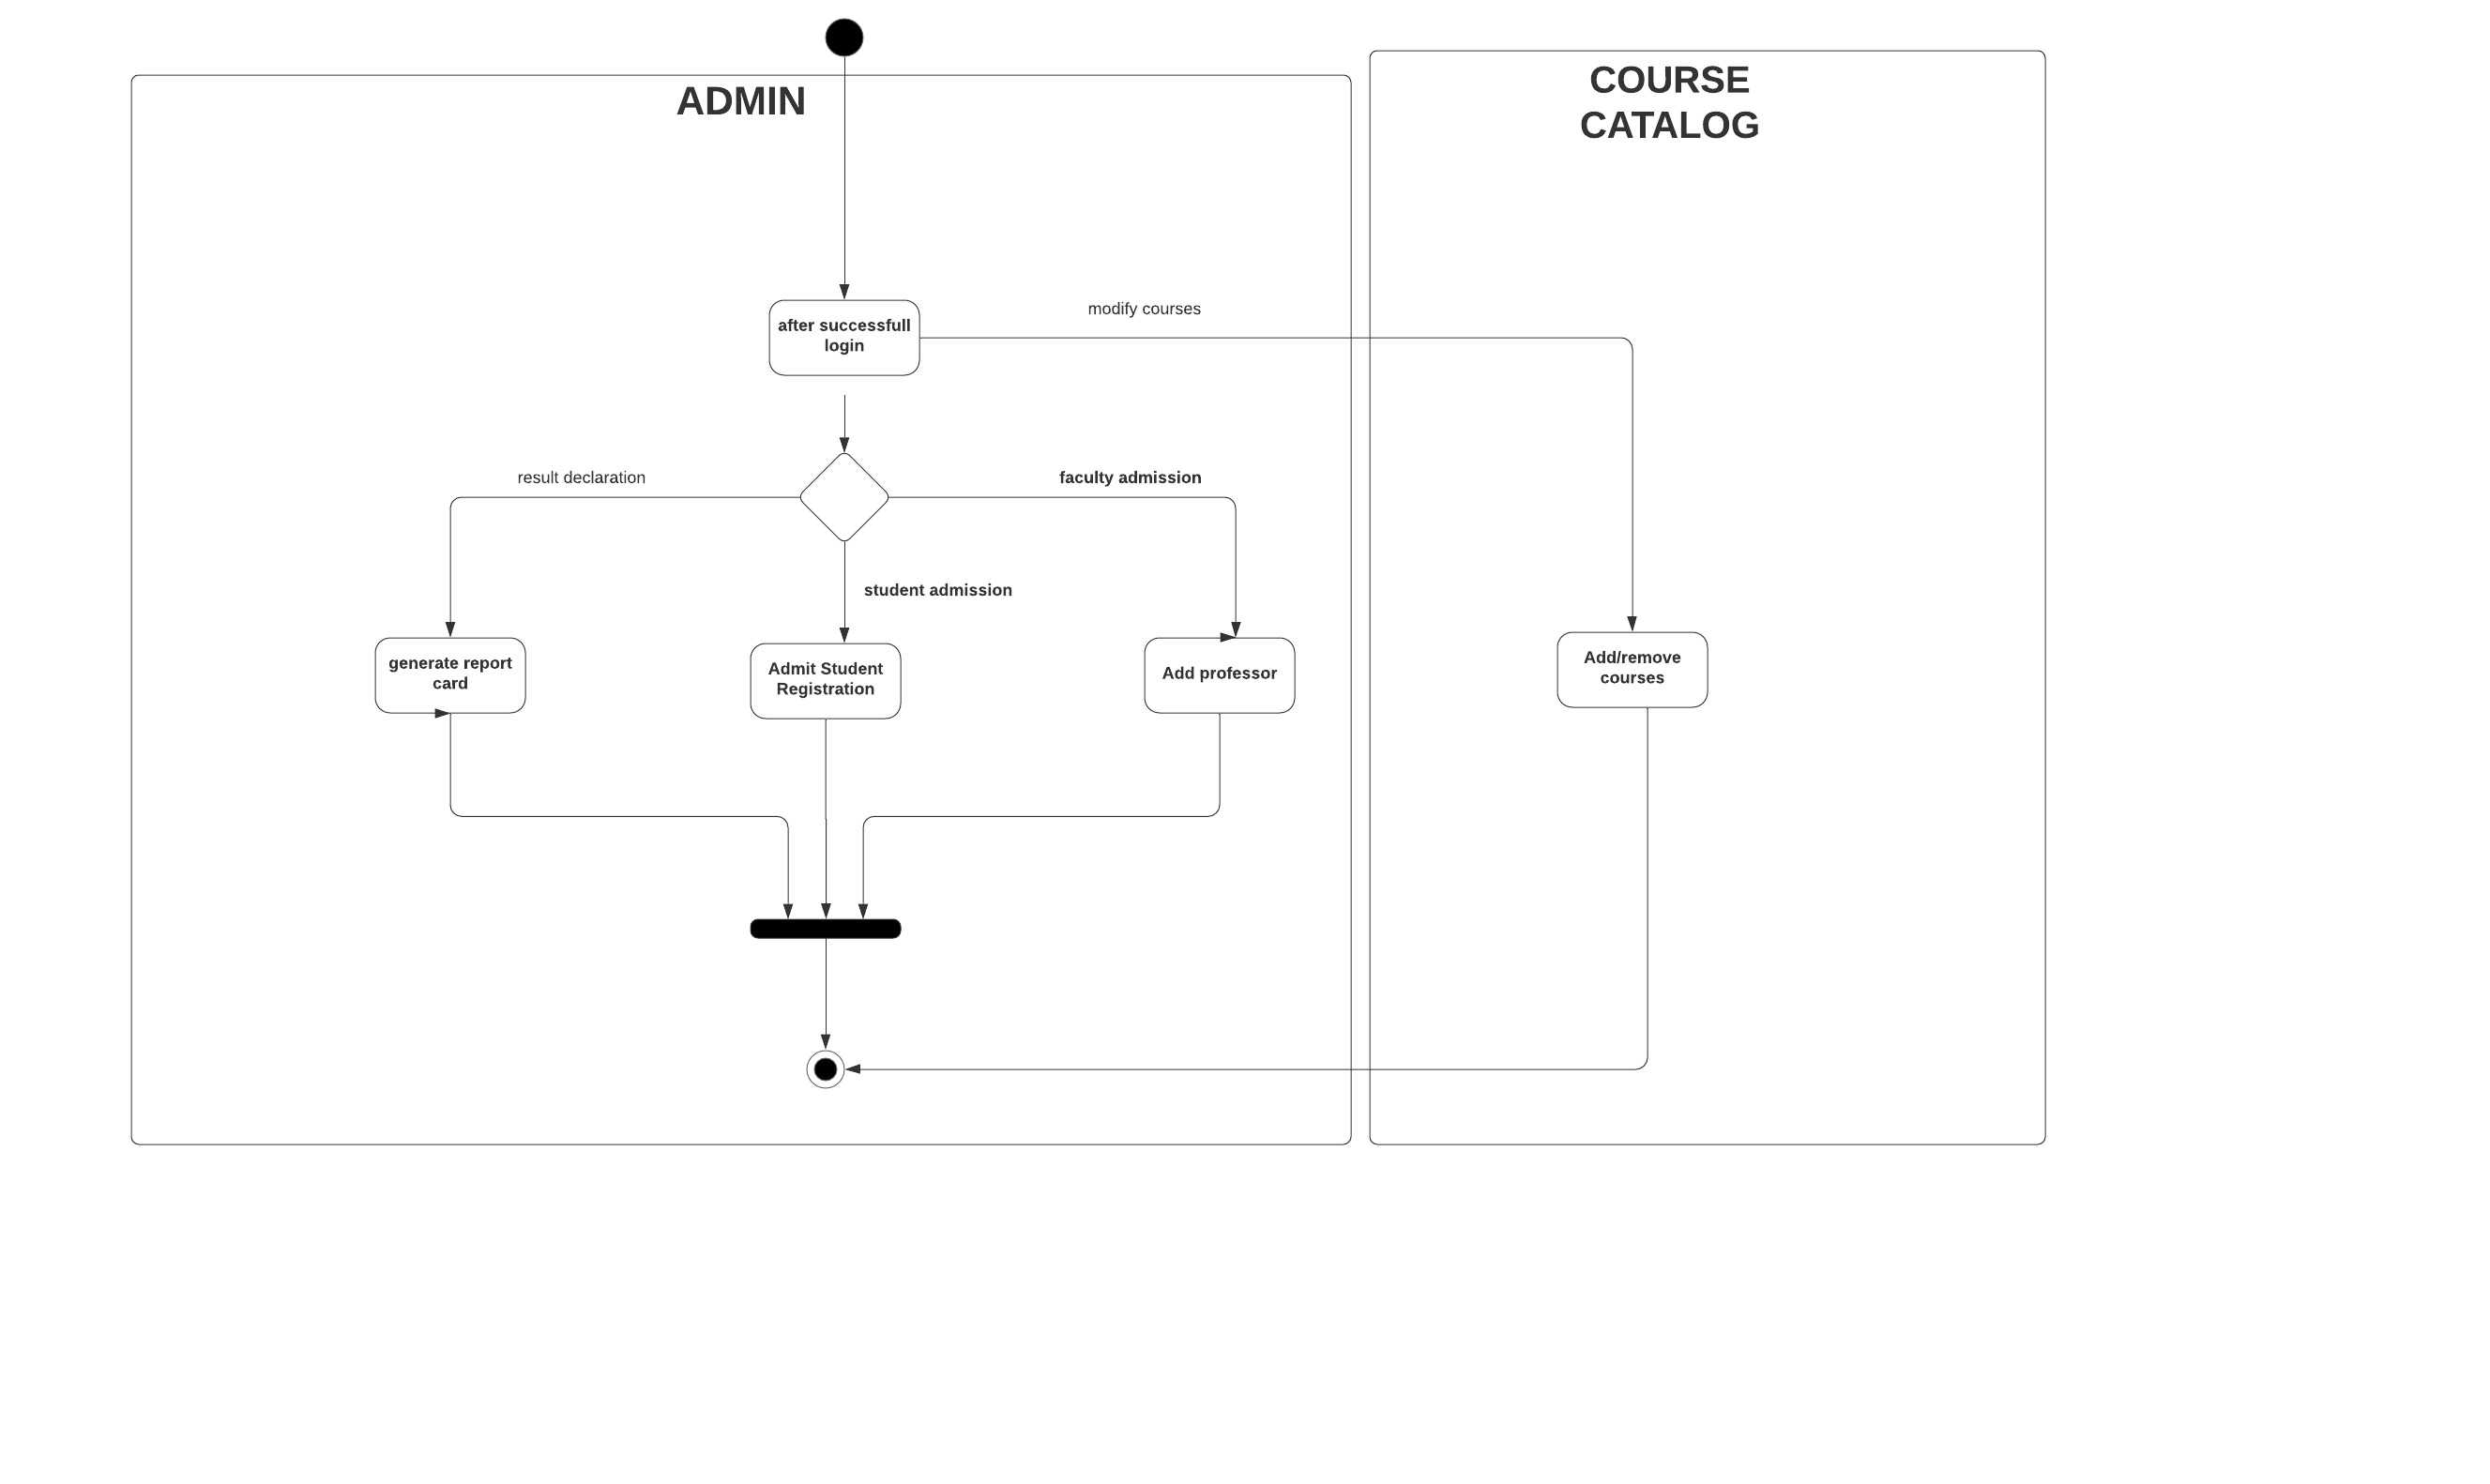 ADMIN
COURSE
CATALOG
after successfull
login
modify courses
result declaration
faculty admission
student admission
generate report
card
Admit Student
Registration
Add professor
Add/remove
courses